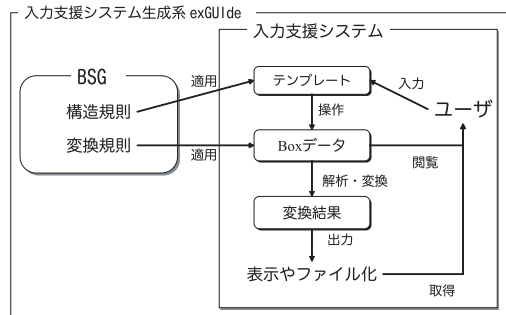 入力支援システム生成系 exGUIde
入力支援システム
BSG
構造規則
変換規則
適用
適用
テンプレート
入力
ユーザ
操作
Boxデータ
閲覧
解析・変換
変換結果
出力
表示やファイル化
取得